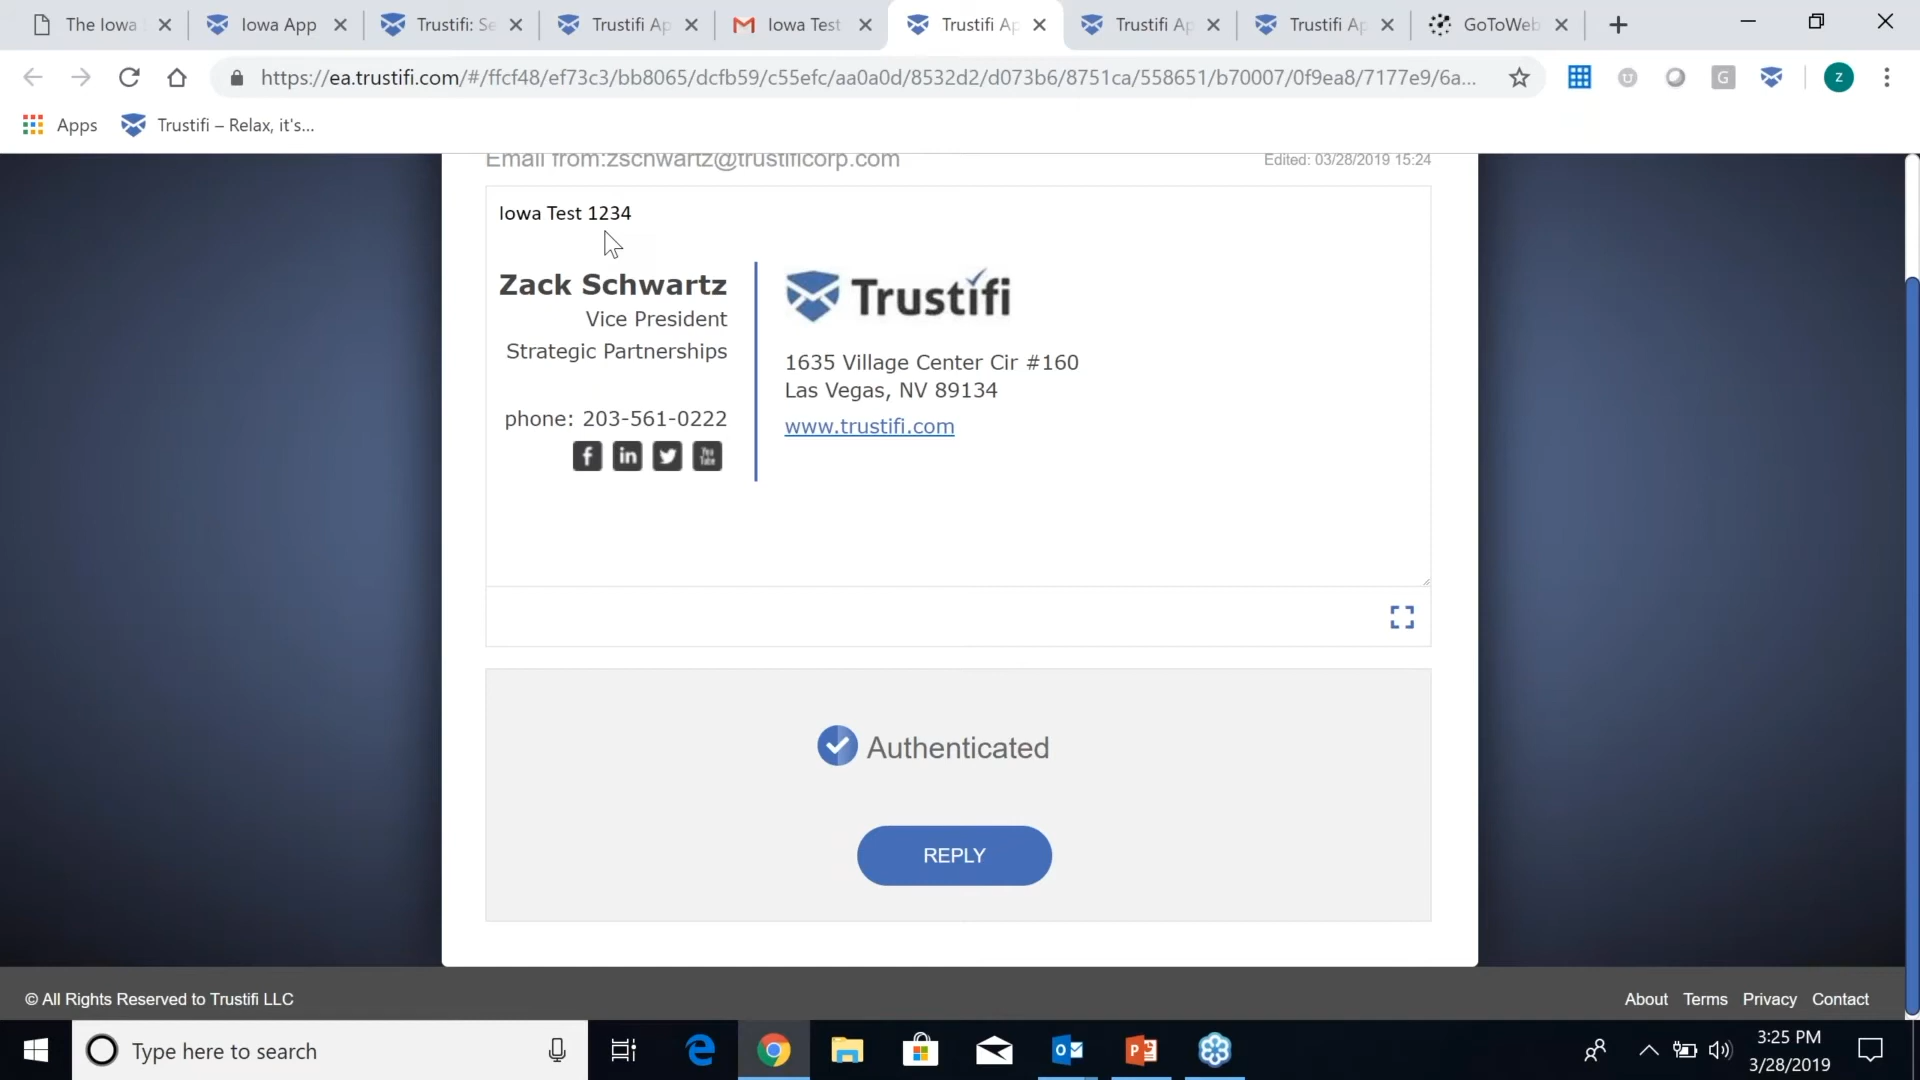 The Iowa
Iowa App
Trustifi: Se
Trustifi Ap
Iowa Test
Trustifi Ap
Trustifi Ap
Trustifi Ap
GoToWeb
https://ea.trustifi.com/#/ffcf48/ef73c3/bb8065/dcfb59/c55efc/aa0a0d/8532d2/d073b6/8751ca/558651/b70007/0f9ea8/7177e9/6a...
G
z
Apps
Trustifi – Relax, it's...
Email from:zschwartz@trustificorp.com
Edited: 03/28/2019 15:24
Iowa Test 1234
Zack Schwartz
Vice President
Strategic Partnerships
phone: 203-561-0222
f in You Tube
Trustifi
1635 Village Center Cir #160
Las Vegas, NV 89134
www.trustifi.com
Authenticated
REPLY
© All Rights Reserved to Trustifi LLC
About Terms Privacy Contact
Type here to search
3:25 PM
3/28/2019